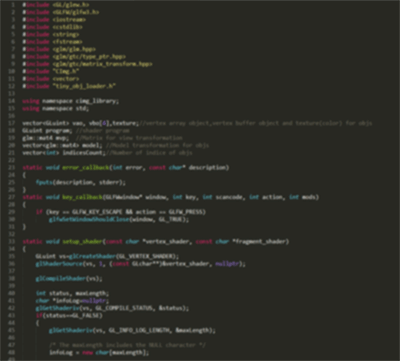 #include <GL/glew.h>
#include <GLFW/glfw3.h>
#include <iostream>
#include <cstdlib>
#include <string>
#include <fstream>
#include <glm/glm.hpp>
#include <glm/gtc/type_ptr.hpp>
#include <glm/gtc/matrix_transform.hpp>
#include "CImg.h"
#include <vector>
#include "tiny_obj_loader.h"
using namespace cimg_library;
using namespace std;
vector<GLuint> vao, vbo[4],texture;//vertex array object,vertex buffer object and texture(color) for objs
GLuint program; //shader program
glm::mat4 mvp; //Matrix for view transformation
vector<glm::mat4> model; //Model transformation for objs
vector<int> indicesCount;//Number of indice of objs
static void error_callback(int error, const char* description)
{
fputs(description, stderr);
}
static void key_callback(GLFWwindow* window, int key, int scancode, int action, int mods)
{
if (key == GLFW_KEY_ESCAPE && action == GLFW_PRESS)
glfwSetWindowShouldClose(window, GL_TRUE);
}
static void setup_shader(const char *vertex_shader, const char *fragment_shader)
{
GLuint vs=glCreateShader(GL_VERTEX_SHADER);
glShaderSource(vs, 1, (const GLchar**)&vertex_shader, nullptr);
glCompileShader(vs);
int status, maxLength;
char *infoLog=nullptr;
glGetShaderiv(vs, GL_COMPILE_STATUS, &status);
if(status==GL_FALSE)
{
glGetShaderiv(vs, GL_INFO_LOG_LENGTH, &maxLength);
/* The maxLength includes the NULL character */
infoLog = new char[maxLength];